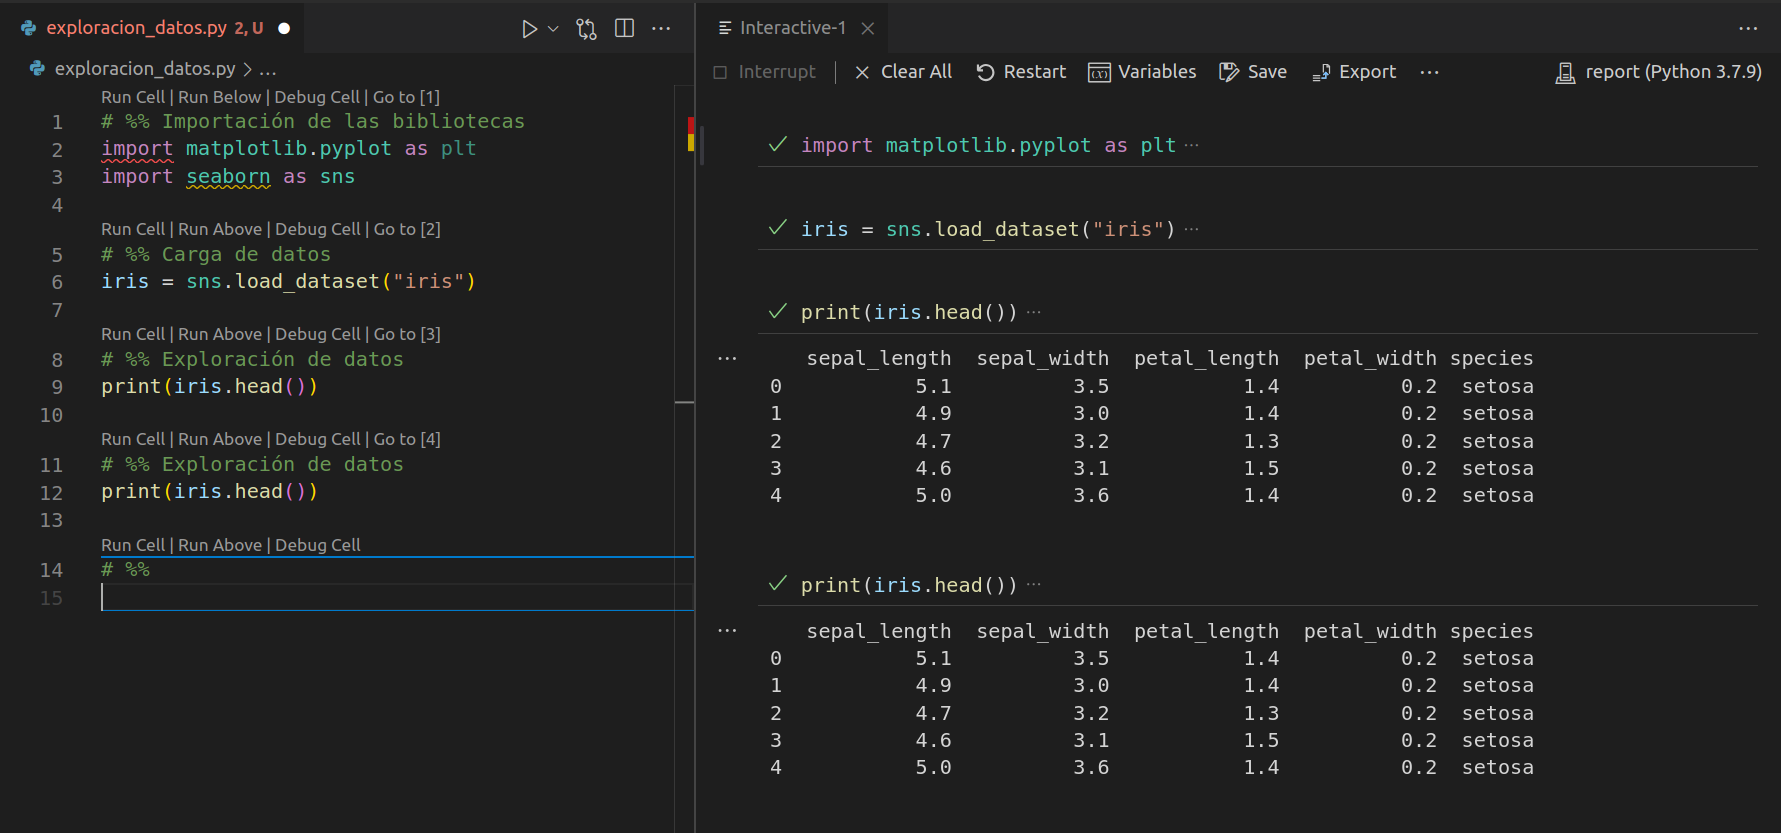 exploracion_datos.py 2, U
exploracion_datos.py > ...
Run Cell | Run Below | Debug Cell | Go to [1]
1 # %% Importación de las bibliotecas
2 import matplotlib.pyplot as plt
3 import seaborn as sns
4
Run Cell | Run Above | Debug Cell | Go to [2]
5 # %% Carga de datos
6 iris = sns.load_dataset("iris")
7
Run Cell | Run Above | Debug Cell | Go to [3]
8 # %% Exploración de datos
9 print(iris.head())
10
Run Cell | Run Above | Debug Cell | Go to [4]
11 # %% Exploración de datos
12 print(iris.head())
13
Run Cell | Run Above | Debug Cell
14 # %%
15
Interactive-1
Interrupt | Clear All Restart Variables Save Export ... report (Python 3.7.9)
import matplotlib.pyplot as plt ...
iris = sns.load_dataset("iris") ...
print(iris.head()) ...
sepal_length sepal_width petal_length petal_width species
0 5.1 3.5 1.4 0.2 setosa
1 4.9 3.0 1.4 0.2 setosa
2 4.7 3.2 1.3 0.2 setosa
3 4.6 3.1 1.5 0.2 setosa
4 5.0 3.6 1.4 0.2 setosa
print(iris.head()) ...
sepal_length sepal_width petal_length petal_width species
0 5.1 3.5 1.4 0.2 setosa
1 4.9 3.0 1.4 0.2 setosa
2 4.7 3.2 1.3 0.2 setosa
3 4.6 3.1 1.5 0.2 setosa
4 5.0 3.6 1.4 0.2 setosa